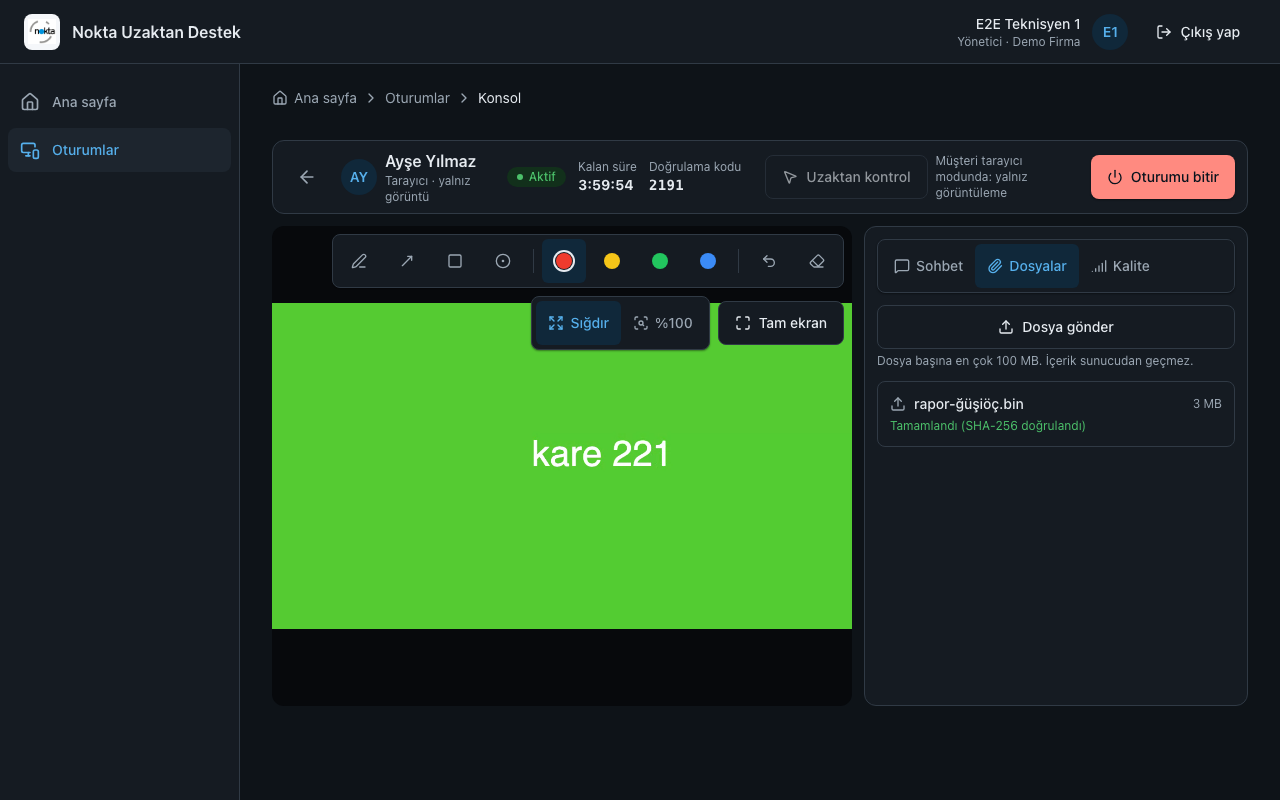 nokta
Nokta Uzaktan Destek
E2E Teknisyen 1
Yönetici · Demo Firma
E1
Çıkış yap
Ana sayfa
Oturumlar
Ana sayfa
Oturumlar
Konsol
AY
Ayşe Yılmaz
Tarayıcı · yalnız
görüntü
Aktif
Kalan süre
3:59:54
Doğrulama kodu
2191
Uzaktan kontrol
Müşteri tarayıcı
modunda: yalnız
görüntüleme
Oturumu bitir
Sığdır
%100
Tam ekran
kare 221
Sohbet
Dosyalar
Kalite
Dosya gönder
Dosya başına en çok 100 MB. İçerik sunucudan geçmez.
rapor-ğüşiöç.bin
3 MB
Tamamlandı (SHA-256 doğrulandı)